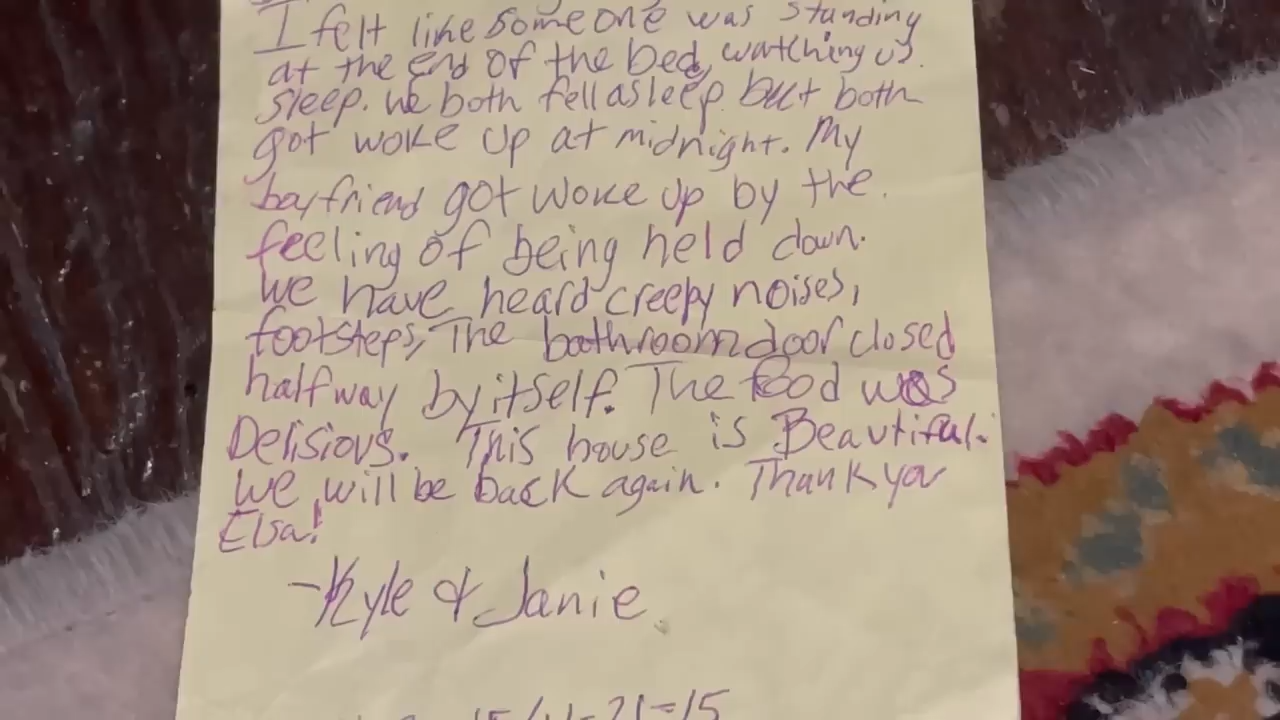 I felt like someone was standing
at the end of the bed, watching us
sleep. we both fell asleep but both
got woke up at midnight. My
boyfriend got woke up by the
feeling of being held down.
We have heard creepy noises,
footsteps, The bathroom door closed
halfway by itself. The food was
Delisious. This house is Beautiful.
We will be back again. Thank you
Elsa!
-Kyle & Janie